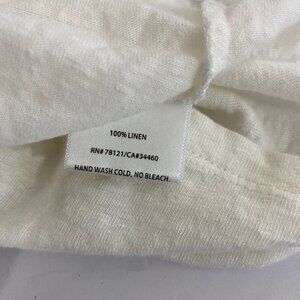 100% LINEN
RN# 78121/CA#34460
HAND WASH COLD, NO BLEACH.